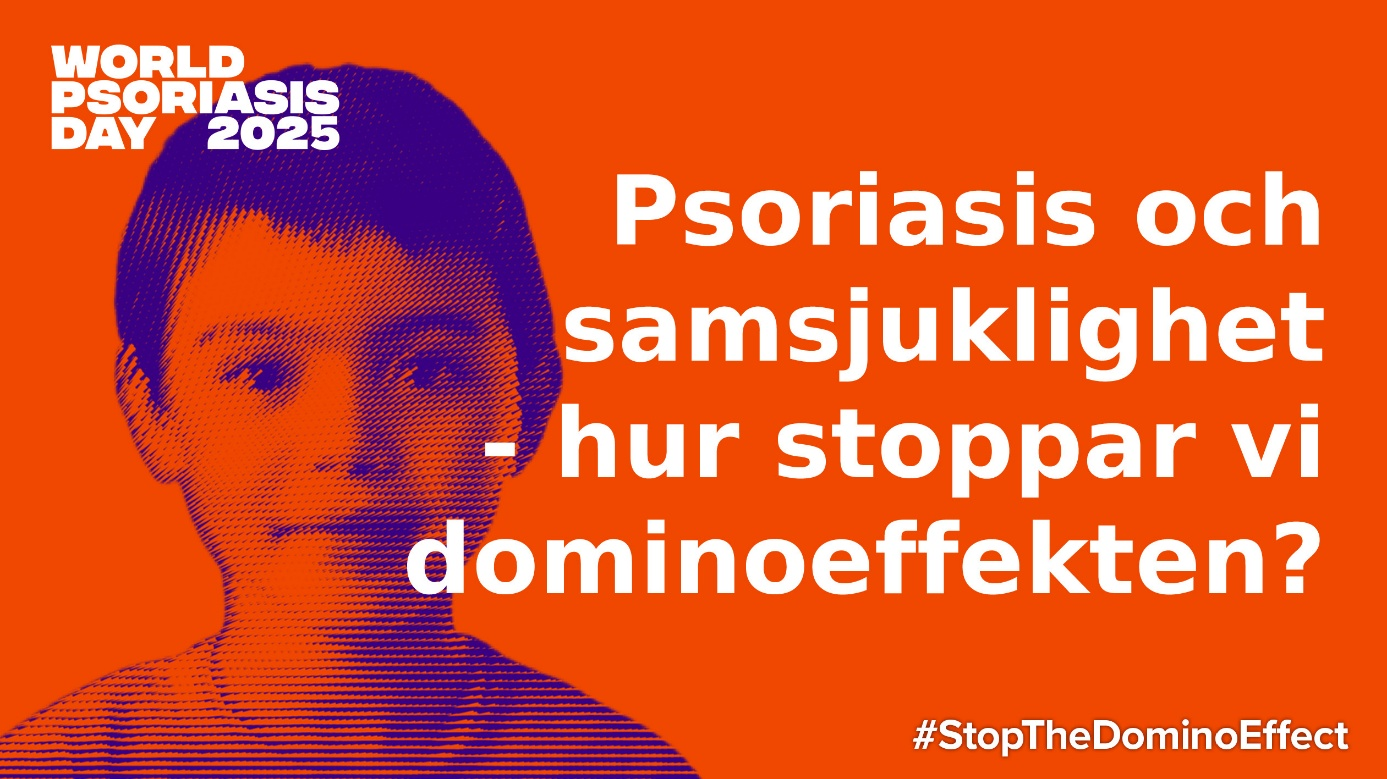 WORLD
PSORIASIS
DAY 2025
Psoriasis och
samsjuklighet
- hur stoppar vi
dominoeffekten?
#StopTheDominoEffect